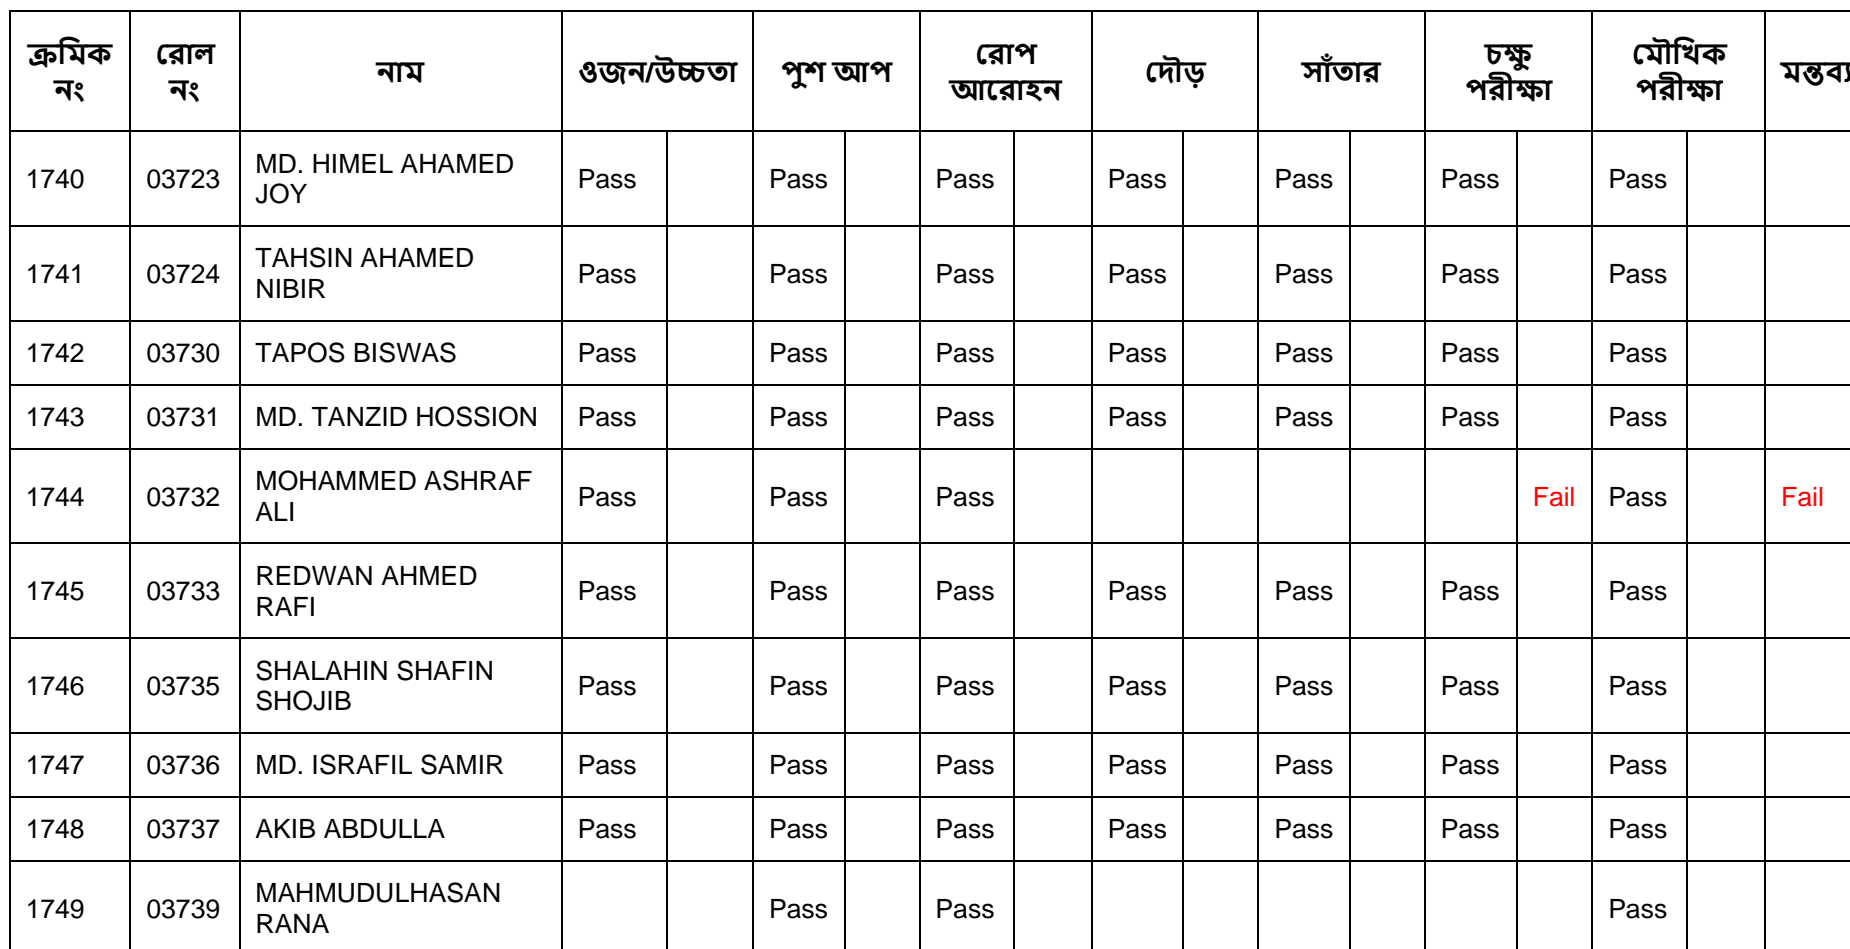 ক্রমিক নং রোল নং নাম ওজন/উচ্চতা পুশ আপ রোপ আরোহন দৌড় সাঁতার চক্ষু পরীক্ষা মৌখিক পরীক্ষা মন্তব্য
1740 03723 MD. HIMEL AHAMED JOY Pass Pass Pass Pass Pass Pass Pass
1741 03724 TAHSIN AHAMED NIBIR Pass Pass Pass Pass Pass Pass Pass
1742 03730 TAPOS BISWAS Pass Pass Pass Pass Pass Pass Pass
1743 03731 MD. TANZID HOSSION Pass Pass Pass Pass Pass Pass Pass
1744 03732 MOHAMMED ASHRAF ALI Pass Pass Pass Fail Pass Fail
1745 03733 REDWAN AHMED RAFI Pass Pass Pass Pass Pass Pass Pass
1746 03735 SHALAHIN SHAFIN SHOJIB Pass Pass Pass Pass Pass Pass Pass
1747 03736 MD. ISRAFIL SAMIR Pass Pass Pass Pass Pass Pass Pass
1748 03737 AKIB ABDULLA Pass Pass Pass Pass Pass Pass Pass
1749 03739 MAHMUDULHASAN RANA Pass Pass Pass